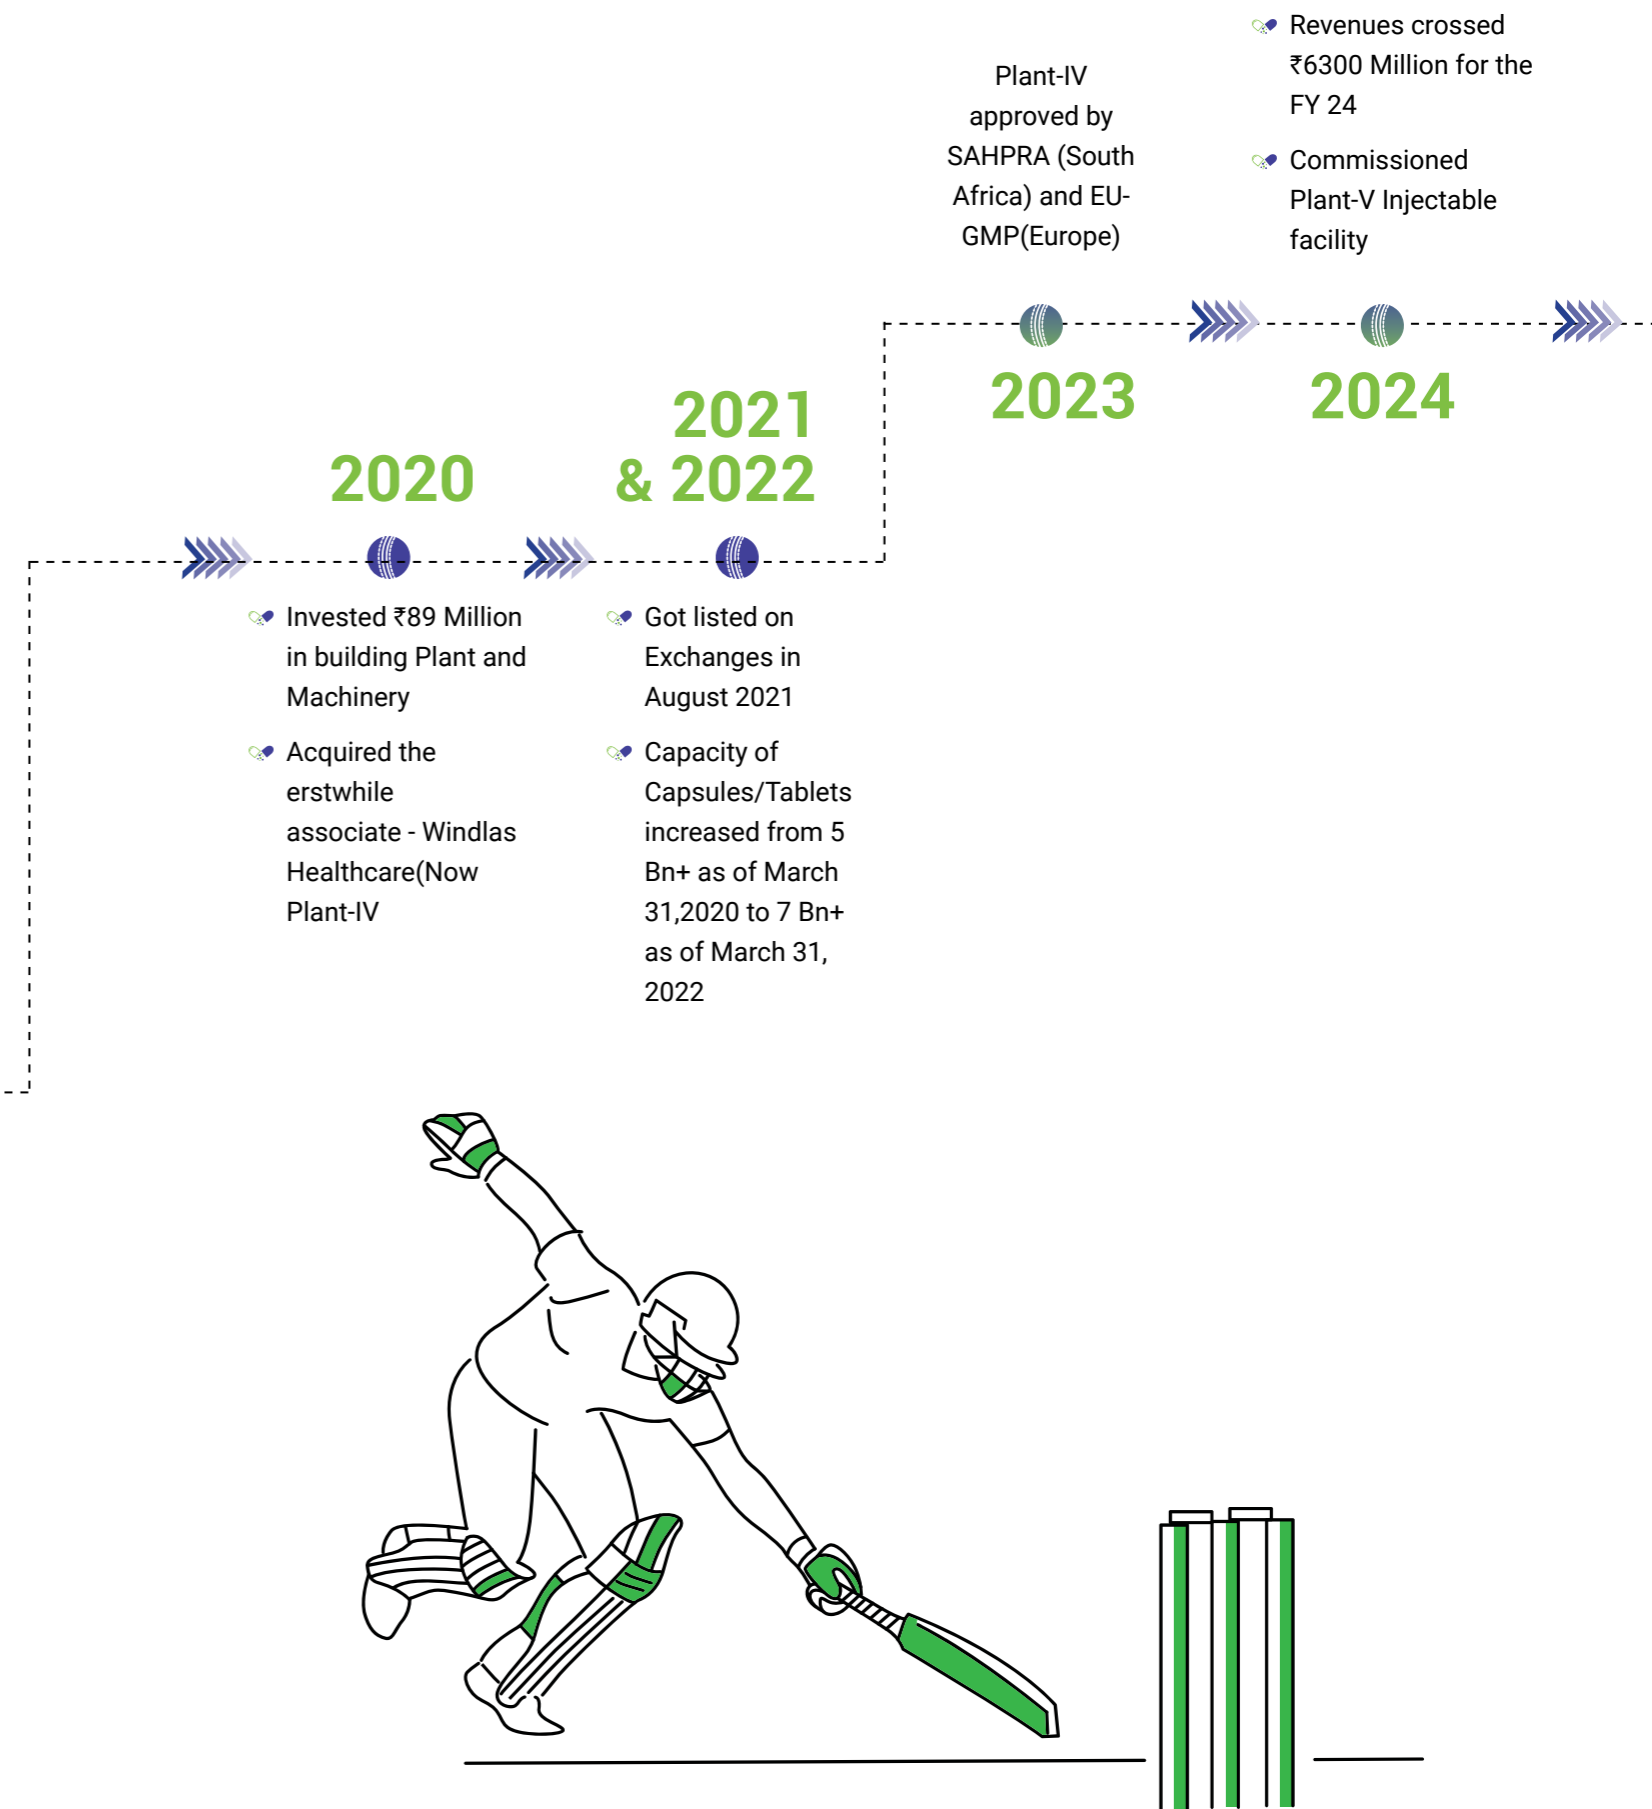 2020
Invested ₹89 Million
in building Plant and
Machinery
Acquired the
erstwhile
associate - Windlas
Healthcare(Now
Plant-IV
2021
& 2022
Got listed on
Exchanges in
August 2021
Capacity of
Capsules/Tablets
increased from 5
Bn+ as of March
31,2020 to 7 Bn+
as of March 31,
2022
Plant-IV
approved by
SAHPRA (South
Africa) and EU-
GMP(Europe)
2023
Revenues crossed
₹6300 Million for the
FY 24
Commissioned
Plant-V Injectable
facility
2024